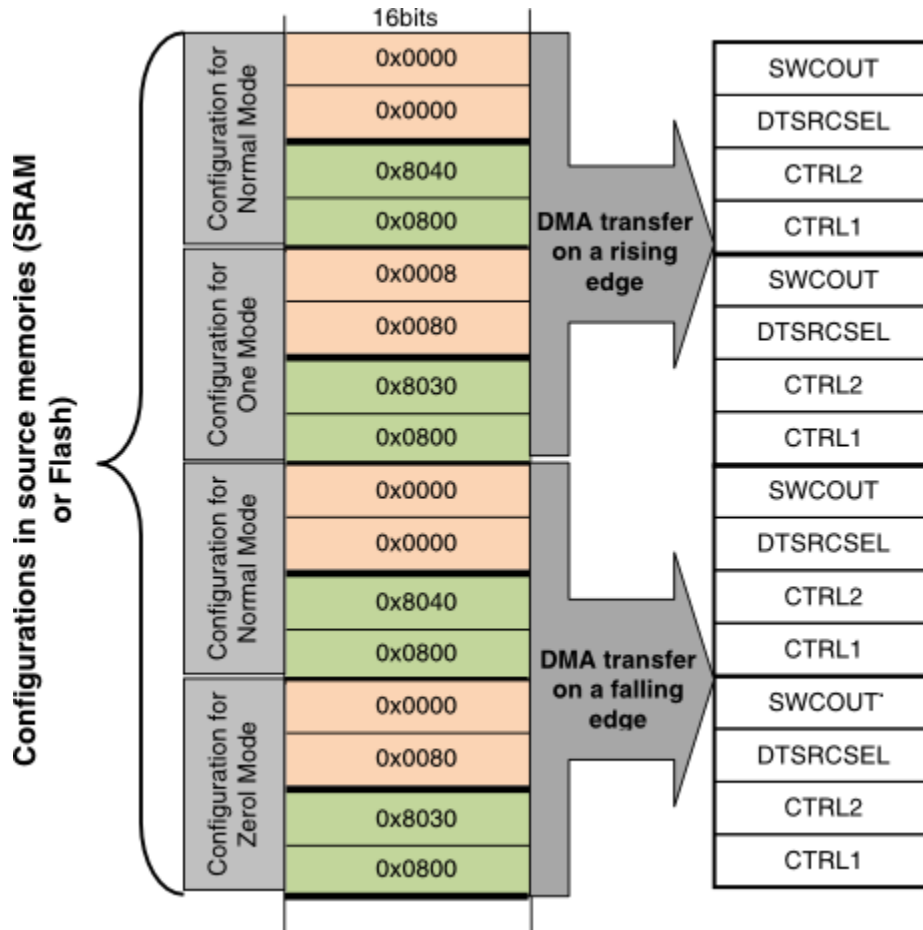 16bits
Configurations in source memories (SRAM
or Flash)
Configuration for
Normal Mode
0x0000
0x0000
0x8040
0x0800
Configuration for
One Mode
0x0008
0x0080
0x8030
0x0800
Configuration for
Normal Mode
0x0000
0x0000
0x8040
0x0800
Configuration for
Zerol Mode
0x0000
0x0080
0x8030
0x0800
DMA transfer
on a rising
edge
DMA transfer
on a falling
edge
SWCOUT
DTSRCSEL
CTRL2
CTRL1
SWCOUT
DTSRCSEL
CTRL2
CTRL1
SWCOUT
DTSRCSEL
CTRL2
CTRL1
SWCOUT
DTSRCSEL
CTRL2
CTRL1